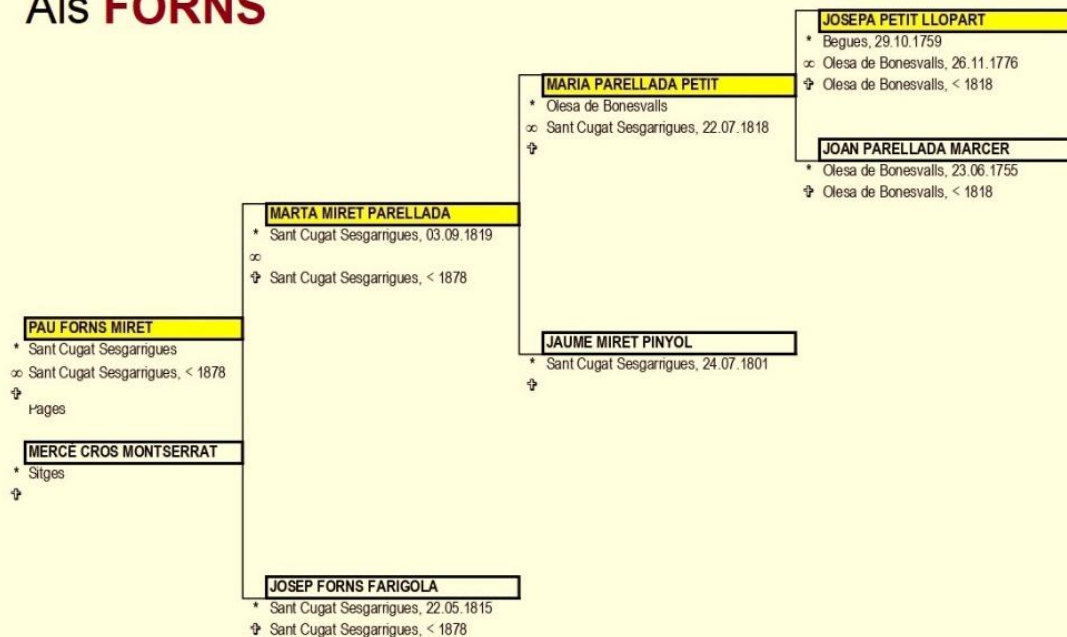 Als FORNS
JOSEPA PETIT LLOPART
* Begues, 29.10.1759
∞ Olesa de Bonesvalls, 26.11.1776
✞ Olesa de Bonesvalls, < 1818
MARIA PARELLADA PETIT
* Olesa de Bonesvalls
∞ Sant Cugat Sesgarrigues, 22.07.1818
✞
JOAN PARELLADA MARCER
* Olesa de Bonesvalls, 23.06.1755
✞ Olesa de Bonesvalls, < 1818
MARTA MIRET PARELLADA
* Sant Cugat Sesgarrigues, 03.09.1819
∞
✞ Sant Cugat Sesgarrigues, < 1878
PAU FORNS MIRET
* Sant Cugat Sesgarrigues
∞ Sant Cugat Sesgarrigues, < 1878
✞
Pages
JAUME MIRET PINYOL
* Sant Cugat Sesgarrigues, 24.07.1801
✞
MERCÈ CROS MONTSERRAT
* Sitges
✞
JOSEP FORNS FARIGOLA
* Sant Cugat Sesgarrigues, 22.05.1815
✞ Sant Cugat Sesgarrigues, < 1878